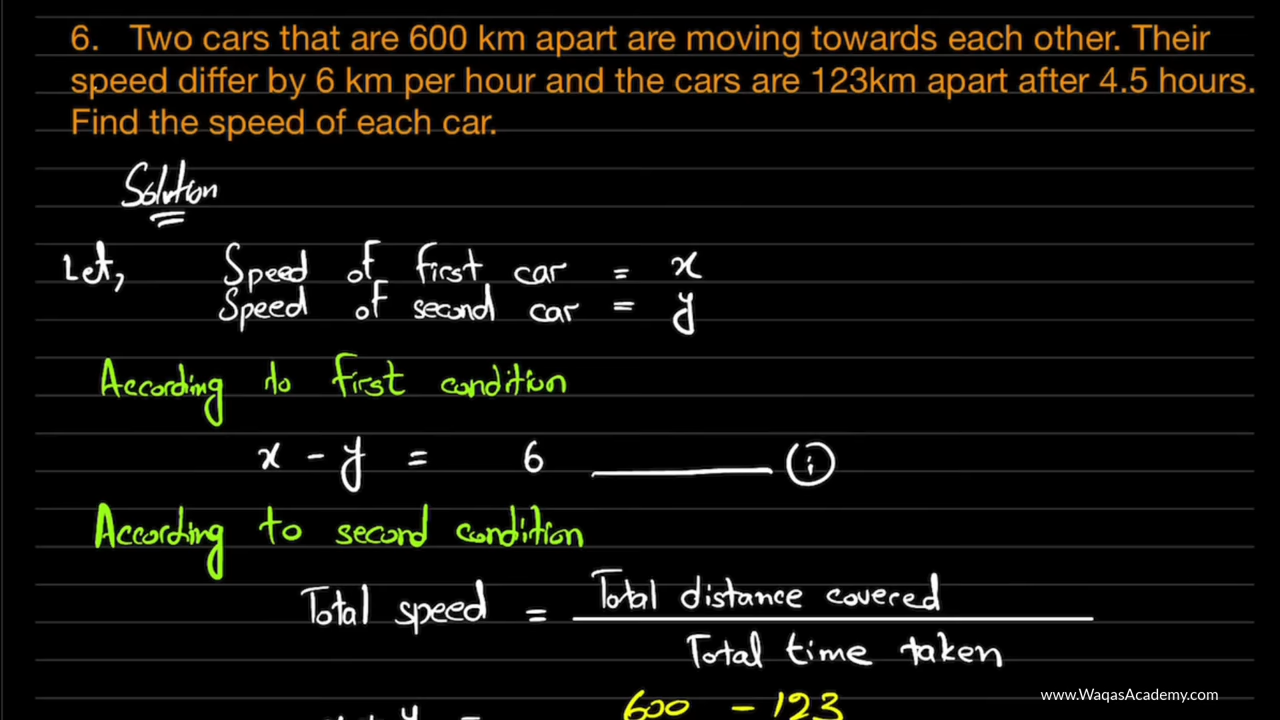 6. Two cars that are 600 km apart are moving towards each other. Their
speed differ by 6 km per hour and the cars are 123km apart after 4.5 hours.
Find the speed of each car.
Solution
Let, Speed of first car = x
Speed of second car = y
According to first condition
x - y = 6 (i)
According to second condition
Total speed = Total distance covered
Total time taken
www.WaqasAcademy.com
y = 600 - 123